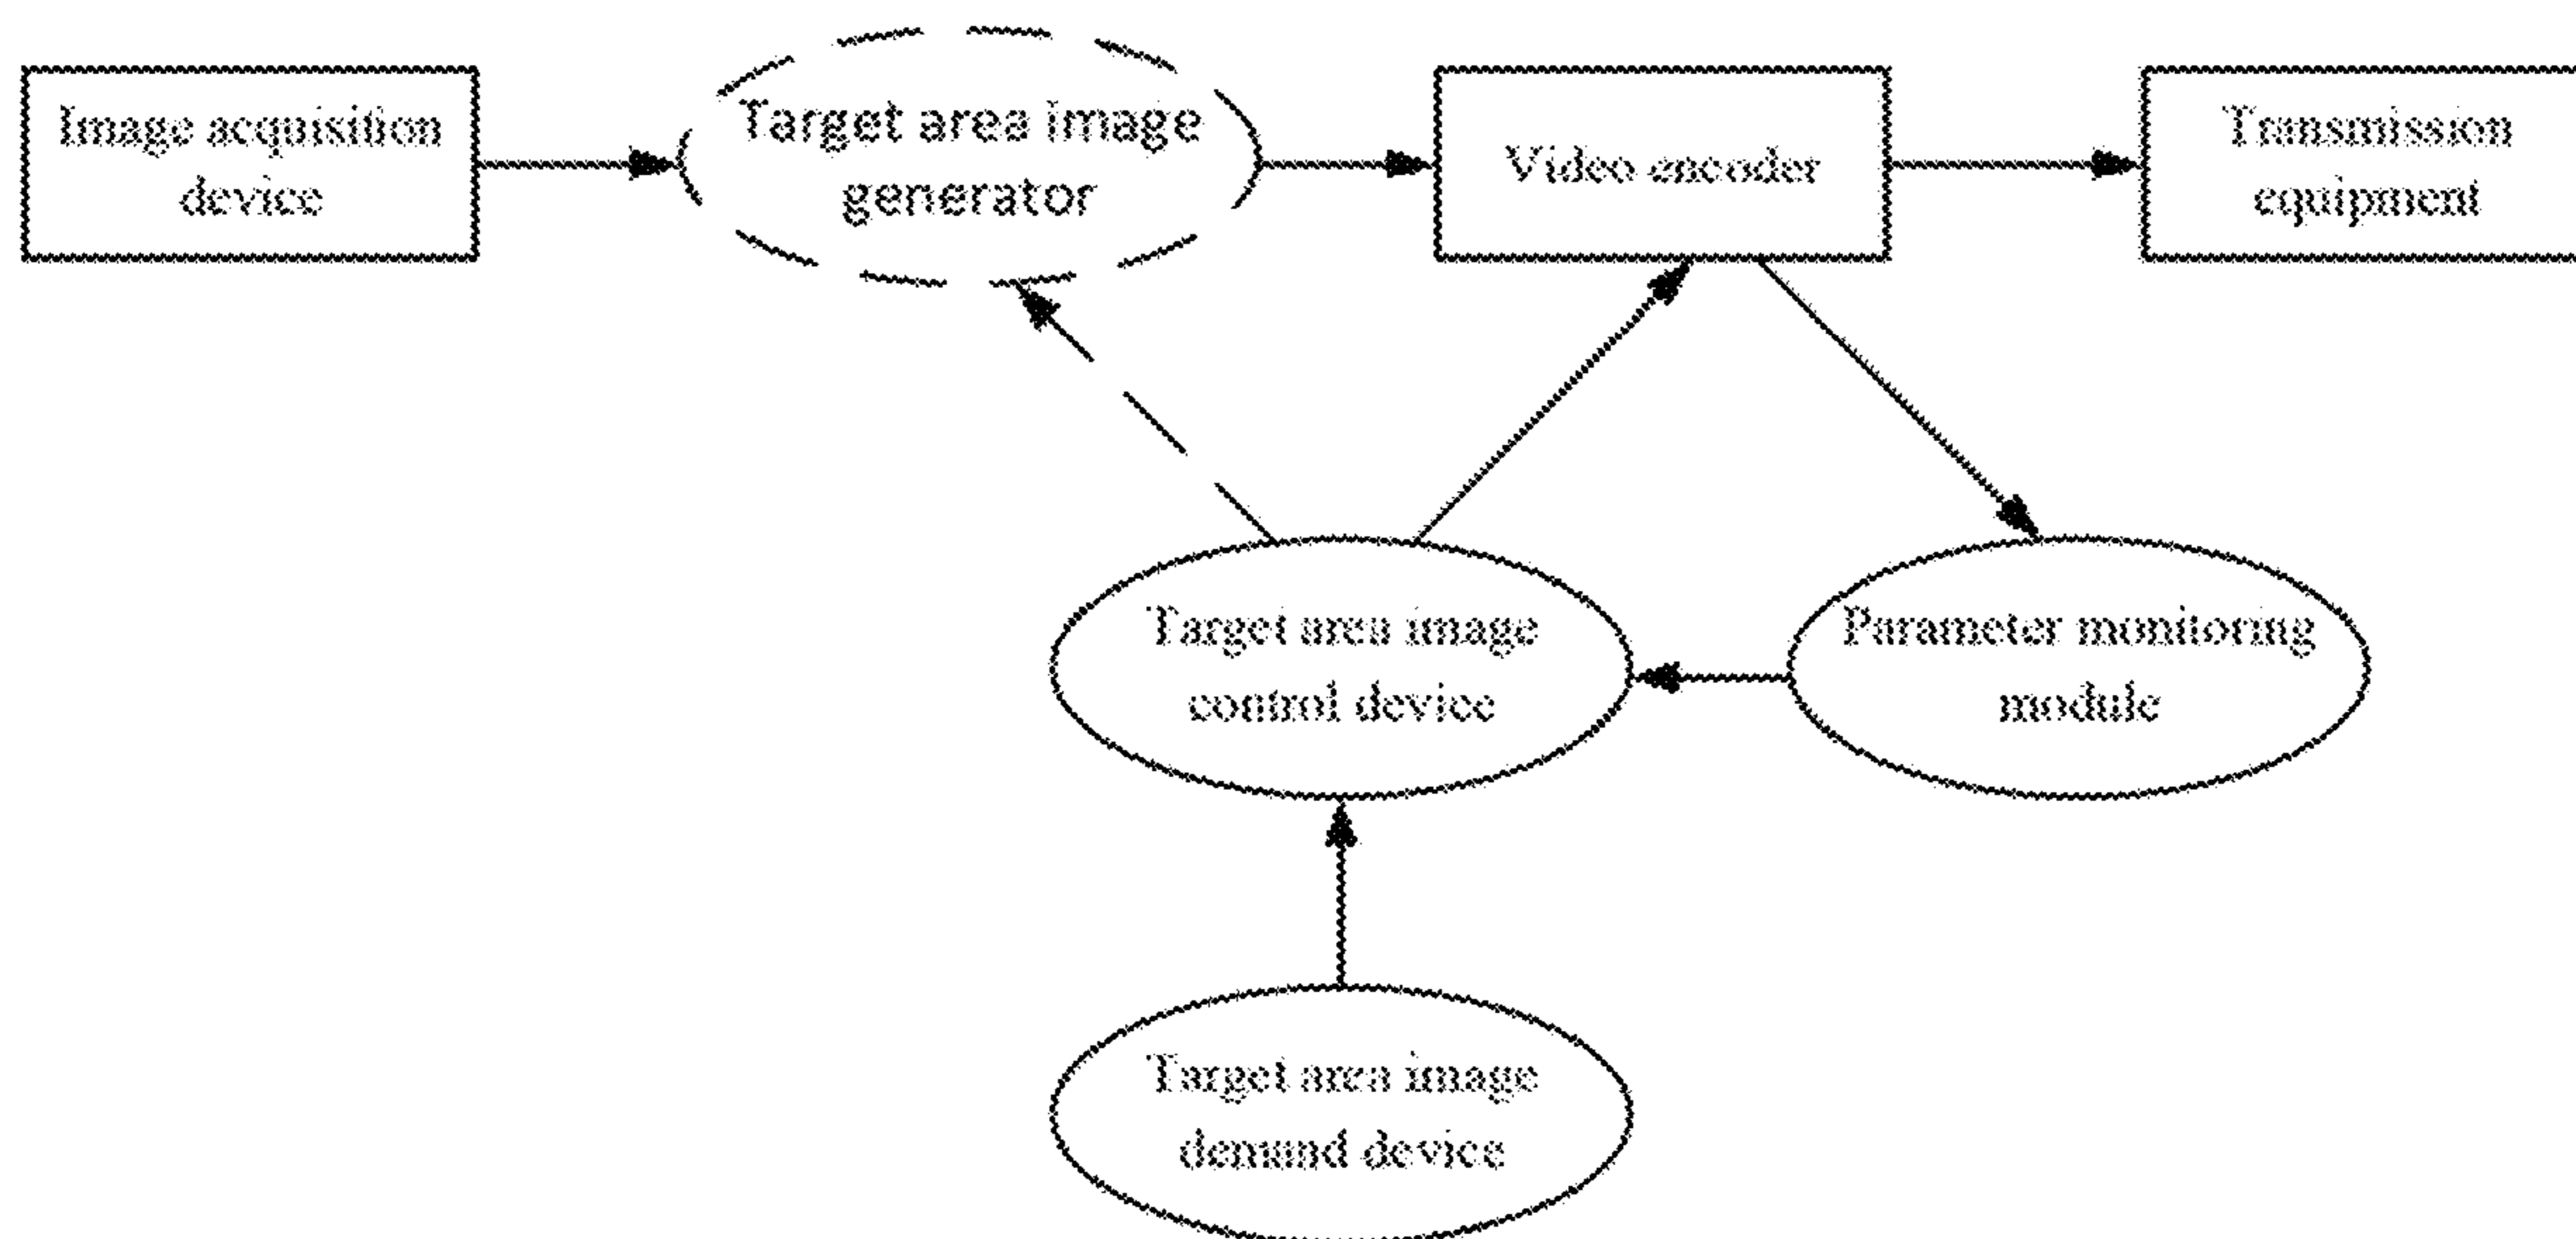 Image acquisition
device
Target area image
generator
Video encoder
Transmission
equipment
Target area image
control device
Parameter monitoring
module
Target area image
demand device